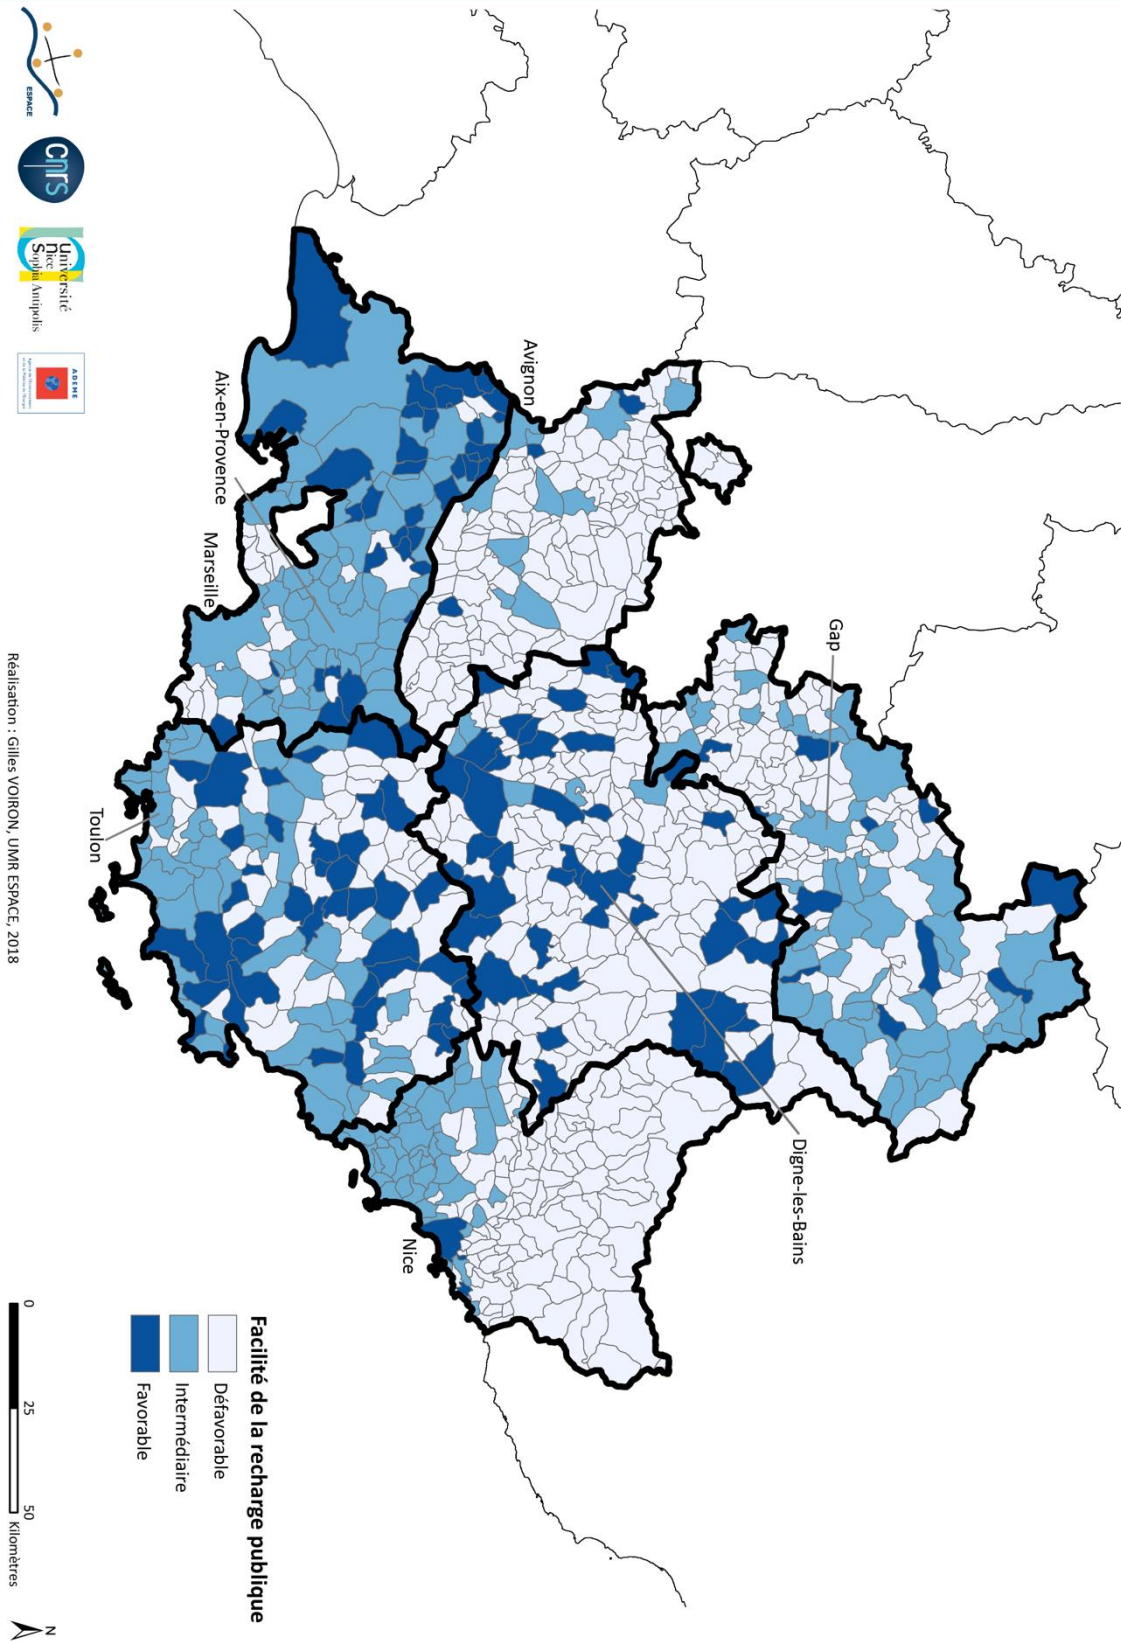 Gap
Avignon
Digne-les-Bains
Aix-en-Provence
Marseille
Toulon
Nice
Facilité de la recharge publique
Défavorable
Intermédiaire
Favorable
0 25 50 Kilomètres
N
ESPACE
cnrs
Université
nice
Sophia Antipolis
ADEME
Réalisation : Gilles VOIRON, UMR ESPACE, 2018